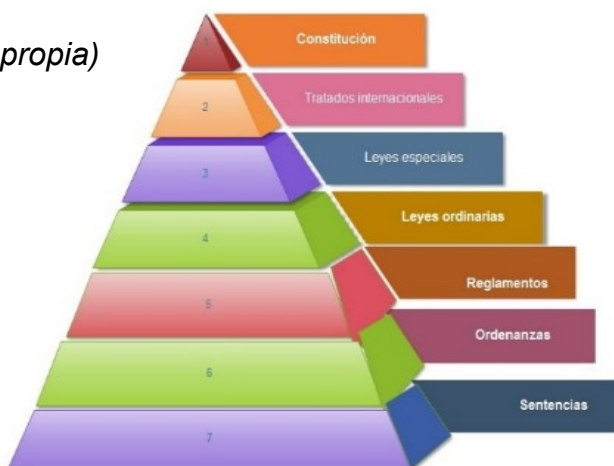 propia)
1
Constitución
2
Tratados internacionales
3
Leyes especiales
4
Leyes ordinarias
5
Reglamentos
6
Ordenanzas
7
Sentencias